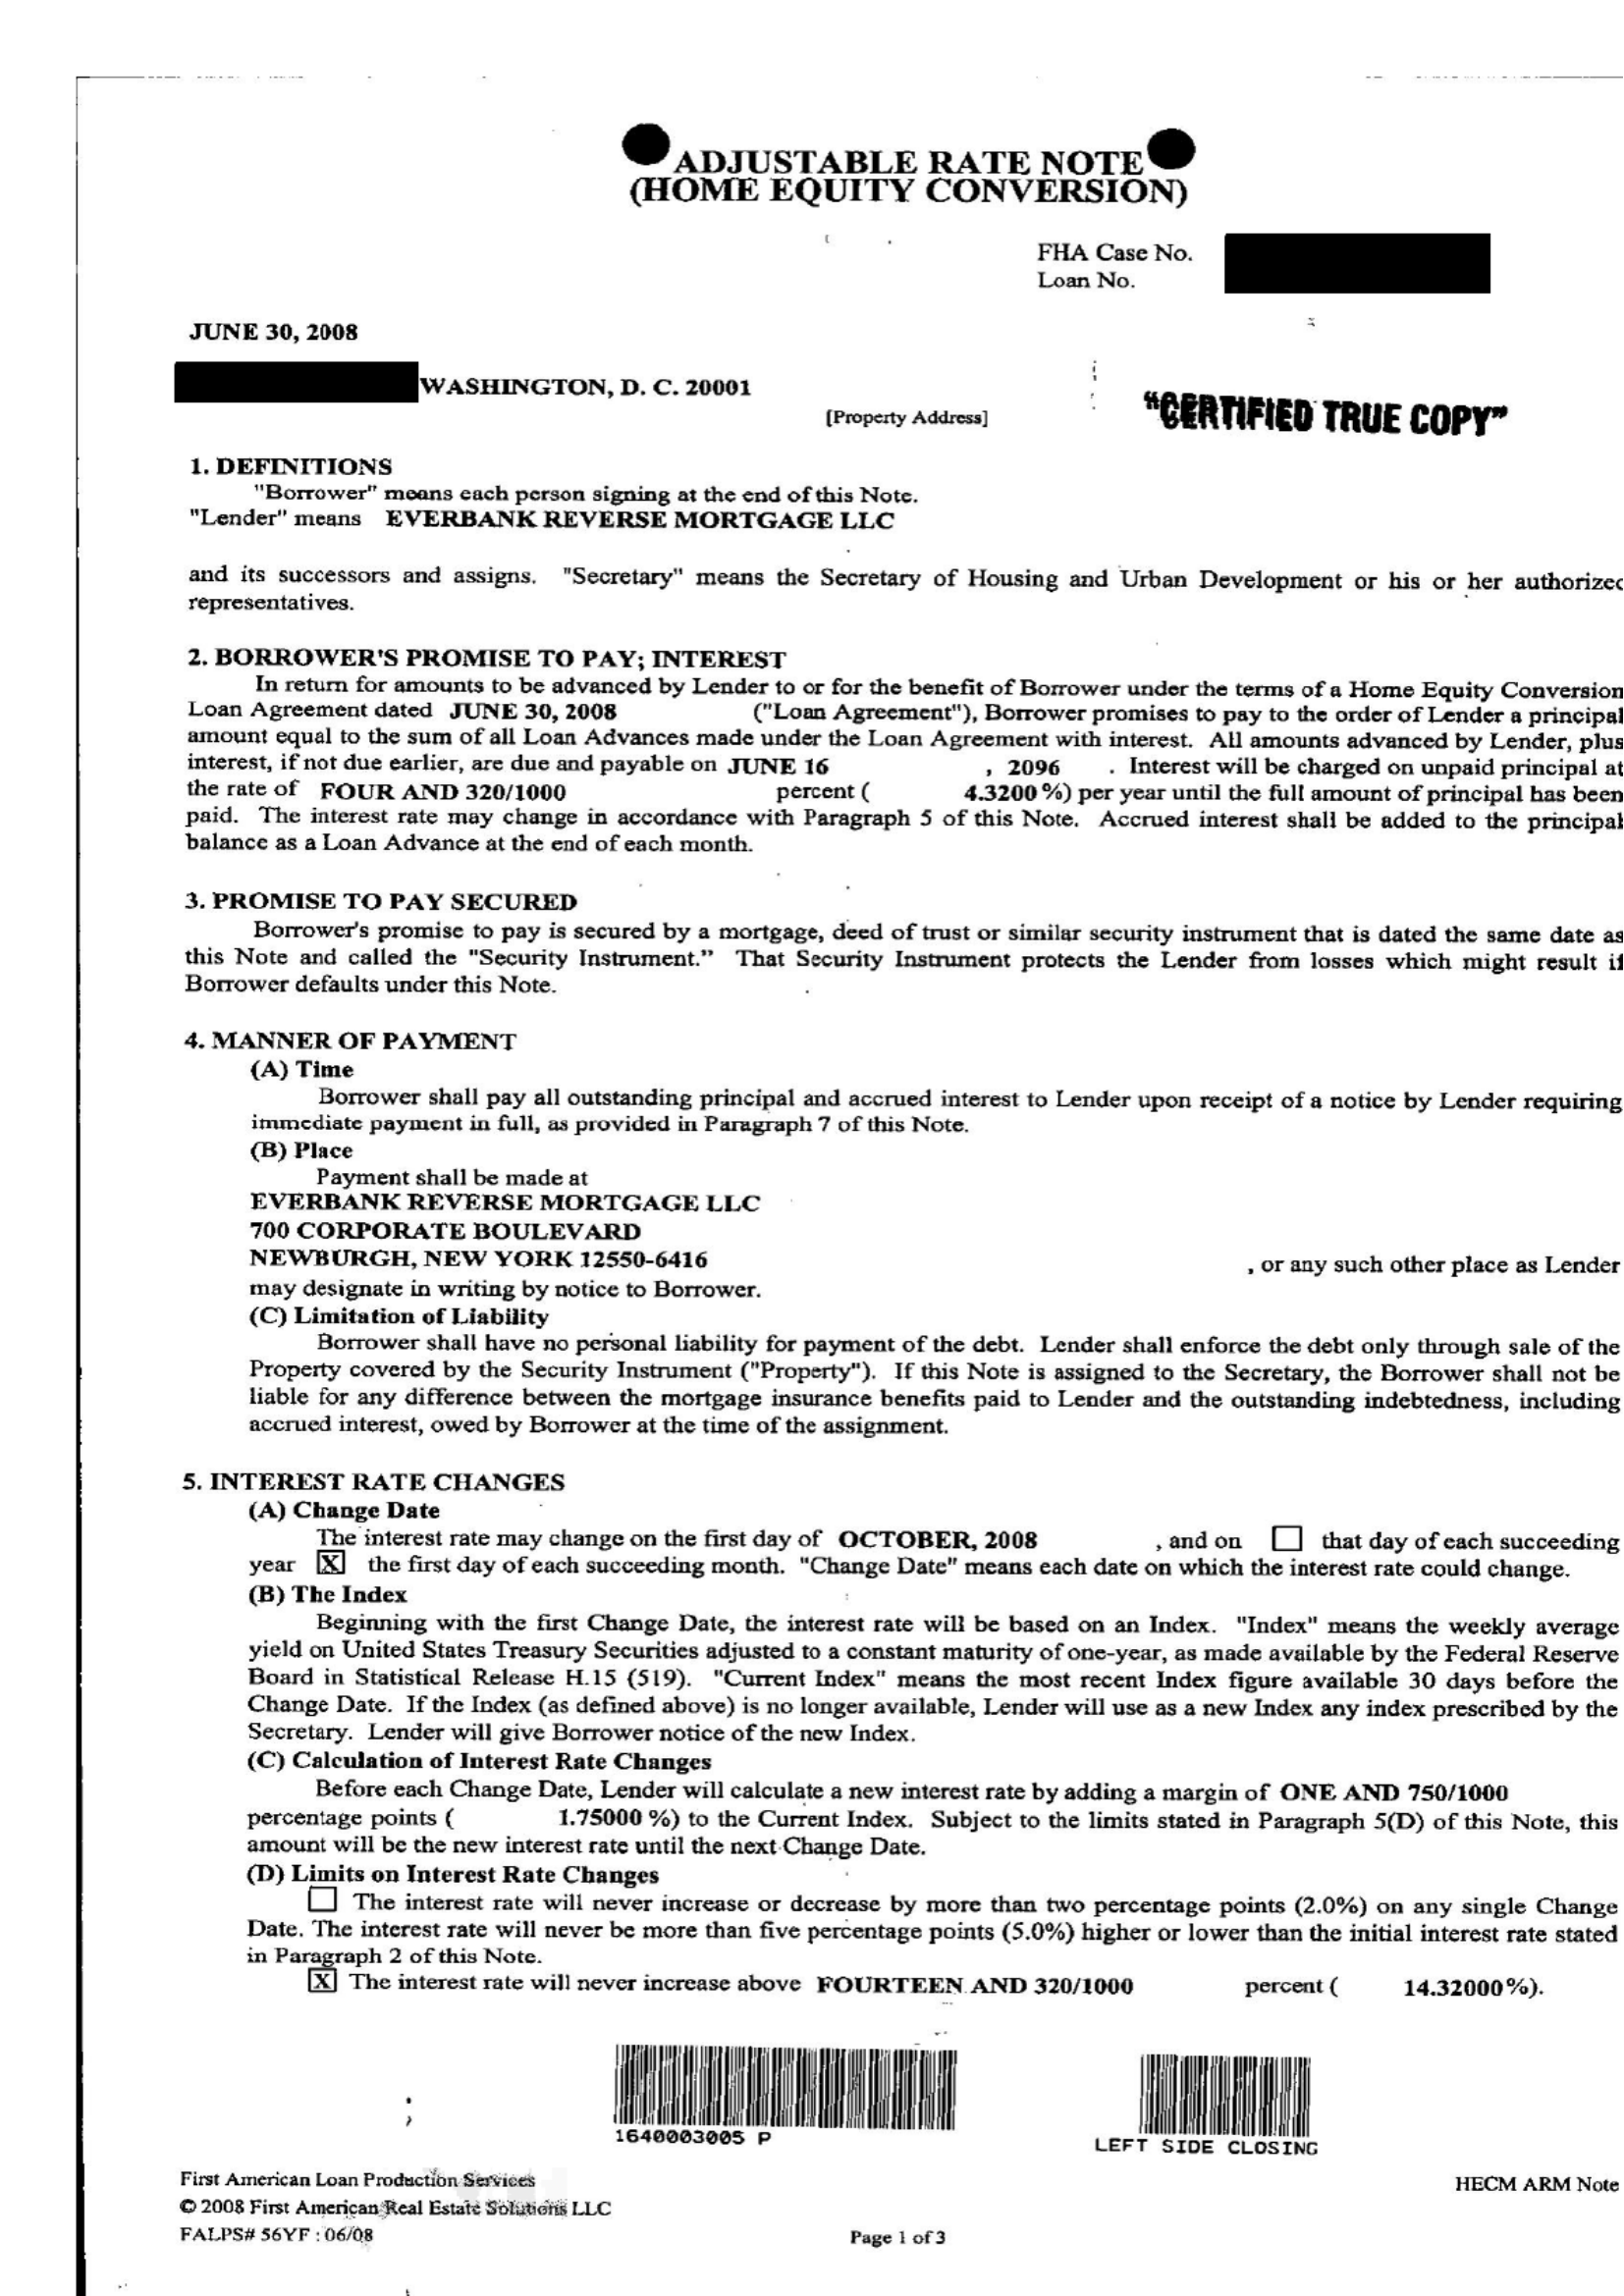 ADJUSTABLE RATE NOTE
(HOME EQUITY CONVERSION)
FHA Case No.
Loan No.
JUNE 30, 2008
WASHINGTON, D. C. 20001
[Property Address]
"CERTIFIED TRUE COPY"
1. DEFINITIONS
"Borrower" means each person signing at the end of this Note.
"Lender" means EVERBANK REVERSE MORTGAGE LLC
and its successors and assigns. "Secretary" means the Secretary of Housing and Urban Development or his or her authorized
representatives.
2. BORROWER'S PROMISE TO PAY; INTEREST
In return for amounts to be advanced by Lender to or for the benefit of Borrower under the terms of a Home Equity Conversion
Loan Agreement dated JUNE 30, 2008 ("Loan Agreement"), Borrower promises to pay to the order of Lender a principal
amount equal to the sum of all Loan Advances made under the Loan Agreement with interest. All amounts advanced by Lender, plus
interest, if not due earlier, are due and payable on JUNE 16 , 2096 . Interest will be charged on unpaid principal at
the rate of FOUR AND 320/1000 percent ( 4.3200 %) per year until the full amount of principal has been
paid. The interest rate may change in accordance with Paragraph 5 of this Note. Accrued interest shall be added to the principal
balance as a Loan Advance at the end of each month.
3. PROMISE TO PAY SECURED
Borrower's promise to pay is secured by a mortgage, deed of trust or similar security instrument that is dated the same date as
this Note and called the "Security Instrument." That Security Instrument protects the Lender from losses which might result if
Borrower defaults under this Note.
4. MANNER OF PAYMENT
(A) Time
Borrower shall pay all outstanding principal and accrued interest to Lender upon receipt of a notice by Lender requiring
immediate payment in full, as provided in Paragraph 7 of this Note.
(B) Place
Payment shall be made at
EVERBANK REVERSE MORTGAGE LLC
700 CORPORATE BOULEVARD
NEWBURGH, NEW YORK 12550-6416 , or any such other place as Lender
may designate in writing by notice to Borrower.
(C) Limitation of Liability
Borrower shall have no personal liability for payment of the debt. Lender shall enforce the debt only through sale of the
Property covered by the Security Instrument ("Property"). If this Note is assigned to the Secretary, the Borrower shall not be
liable for any difference between the mortgage insurance benefits paid to Lender and the outstanding indebtedness, including
accrued interest, owed by Borrower at the time of the assignment.
5. INTEREST RATE CHANGES
(A) Change Date
The interest rate may change on the first day of OCTOBER, 2008 , and on ☐ that day of each succeeding
year [X] the first day of each succeeding month. "Change Date" means each date on which the interest rate could change.
(B) The Index
Beginning with the first Change Date, the interest rate will be based on an Index. "Index" means the weekly average
yield on United States Treasury Securities adjusted to a constant maturity of one-year, as made available by the Federal Reserve
Board in Statistical Release H.15 (519). "Current Index" means the most recent Index figure available 30 days before the
Change Date. If the Index (as defined above) is no longer available, Lender will use as a new Index any index prescribed by the
Secretary. Lender will give Borrower notice of the new Index.
(C) Calculation of Interest Rate Changes
Before each Change Date, Lender will calculate a new interest rate by adding a margin of ONE AND 750/1000
percentage points ( 1.75000 %) to the Current Index. Subject to the limits stated in Paragraph 5(D) of this Note, this
amount will be the new interest rate until the next Change Date.
(D) Limits on Interest Rate Changes
☐ The interest rate will never increase or decrease by more than two percentage points (2.0%) on any single Change
Date. The interest rate will never be more than five percentage points (5.0%) higher or lower than the initial interest rate stated
in Paragraph 2 of this Note.
[X] The interest rate will never increase above FOURTEEN AND 320/1000 percent ( 14.32000%).
1640003005 P
LEFT SIDE CLOSING
First American Loan Production Services
© 2008 First American Real Estate Solutions LLC
FALPS# 56YF : 06/08
HECM ARM Note
Page 1 of 3